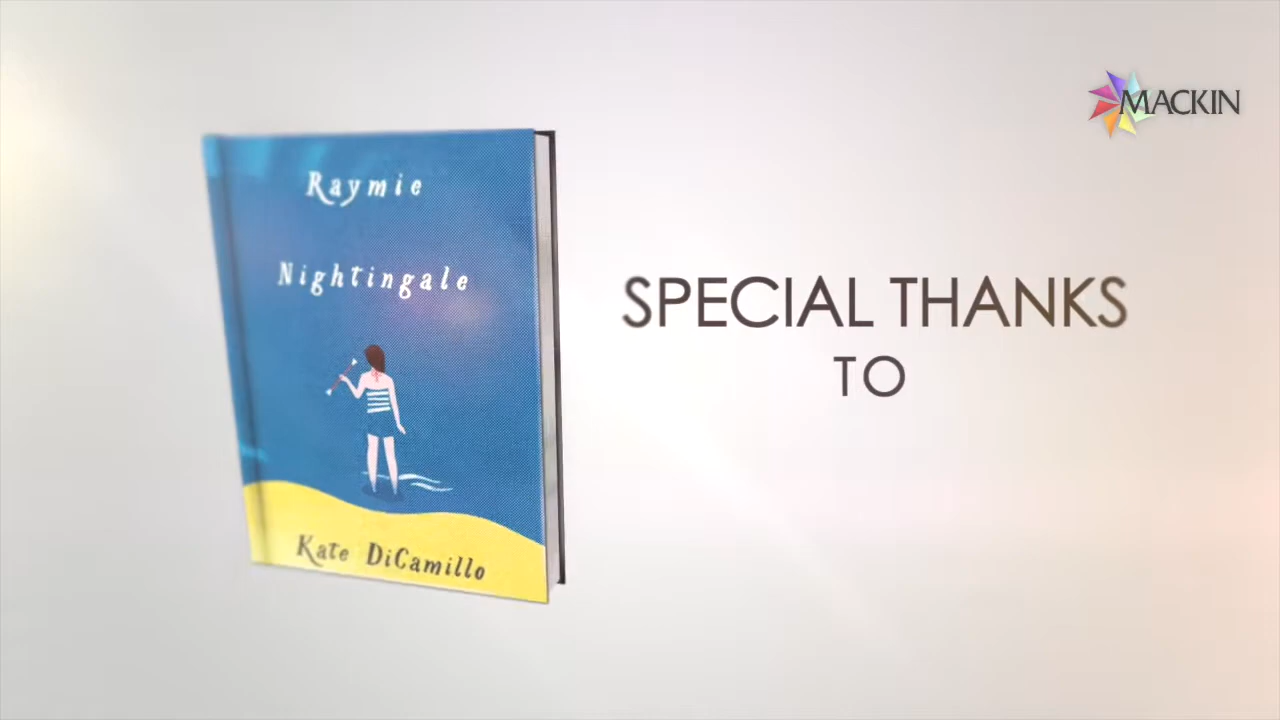 MACKIN
Raymie
Nightingale
Kate DiCamillo
SPECIAL THANKS
TO